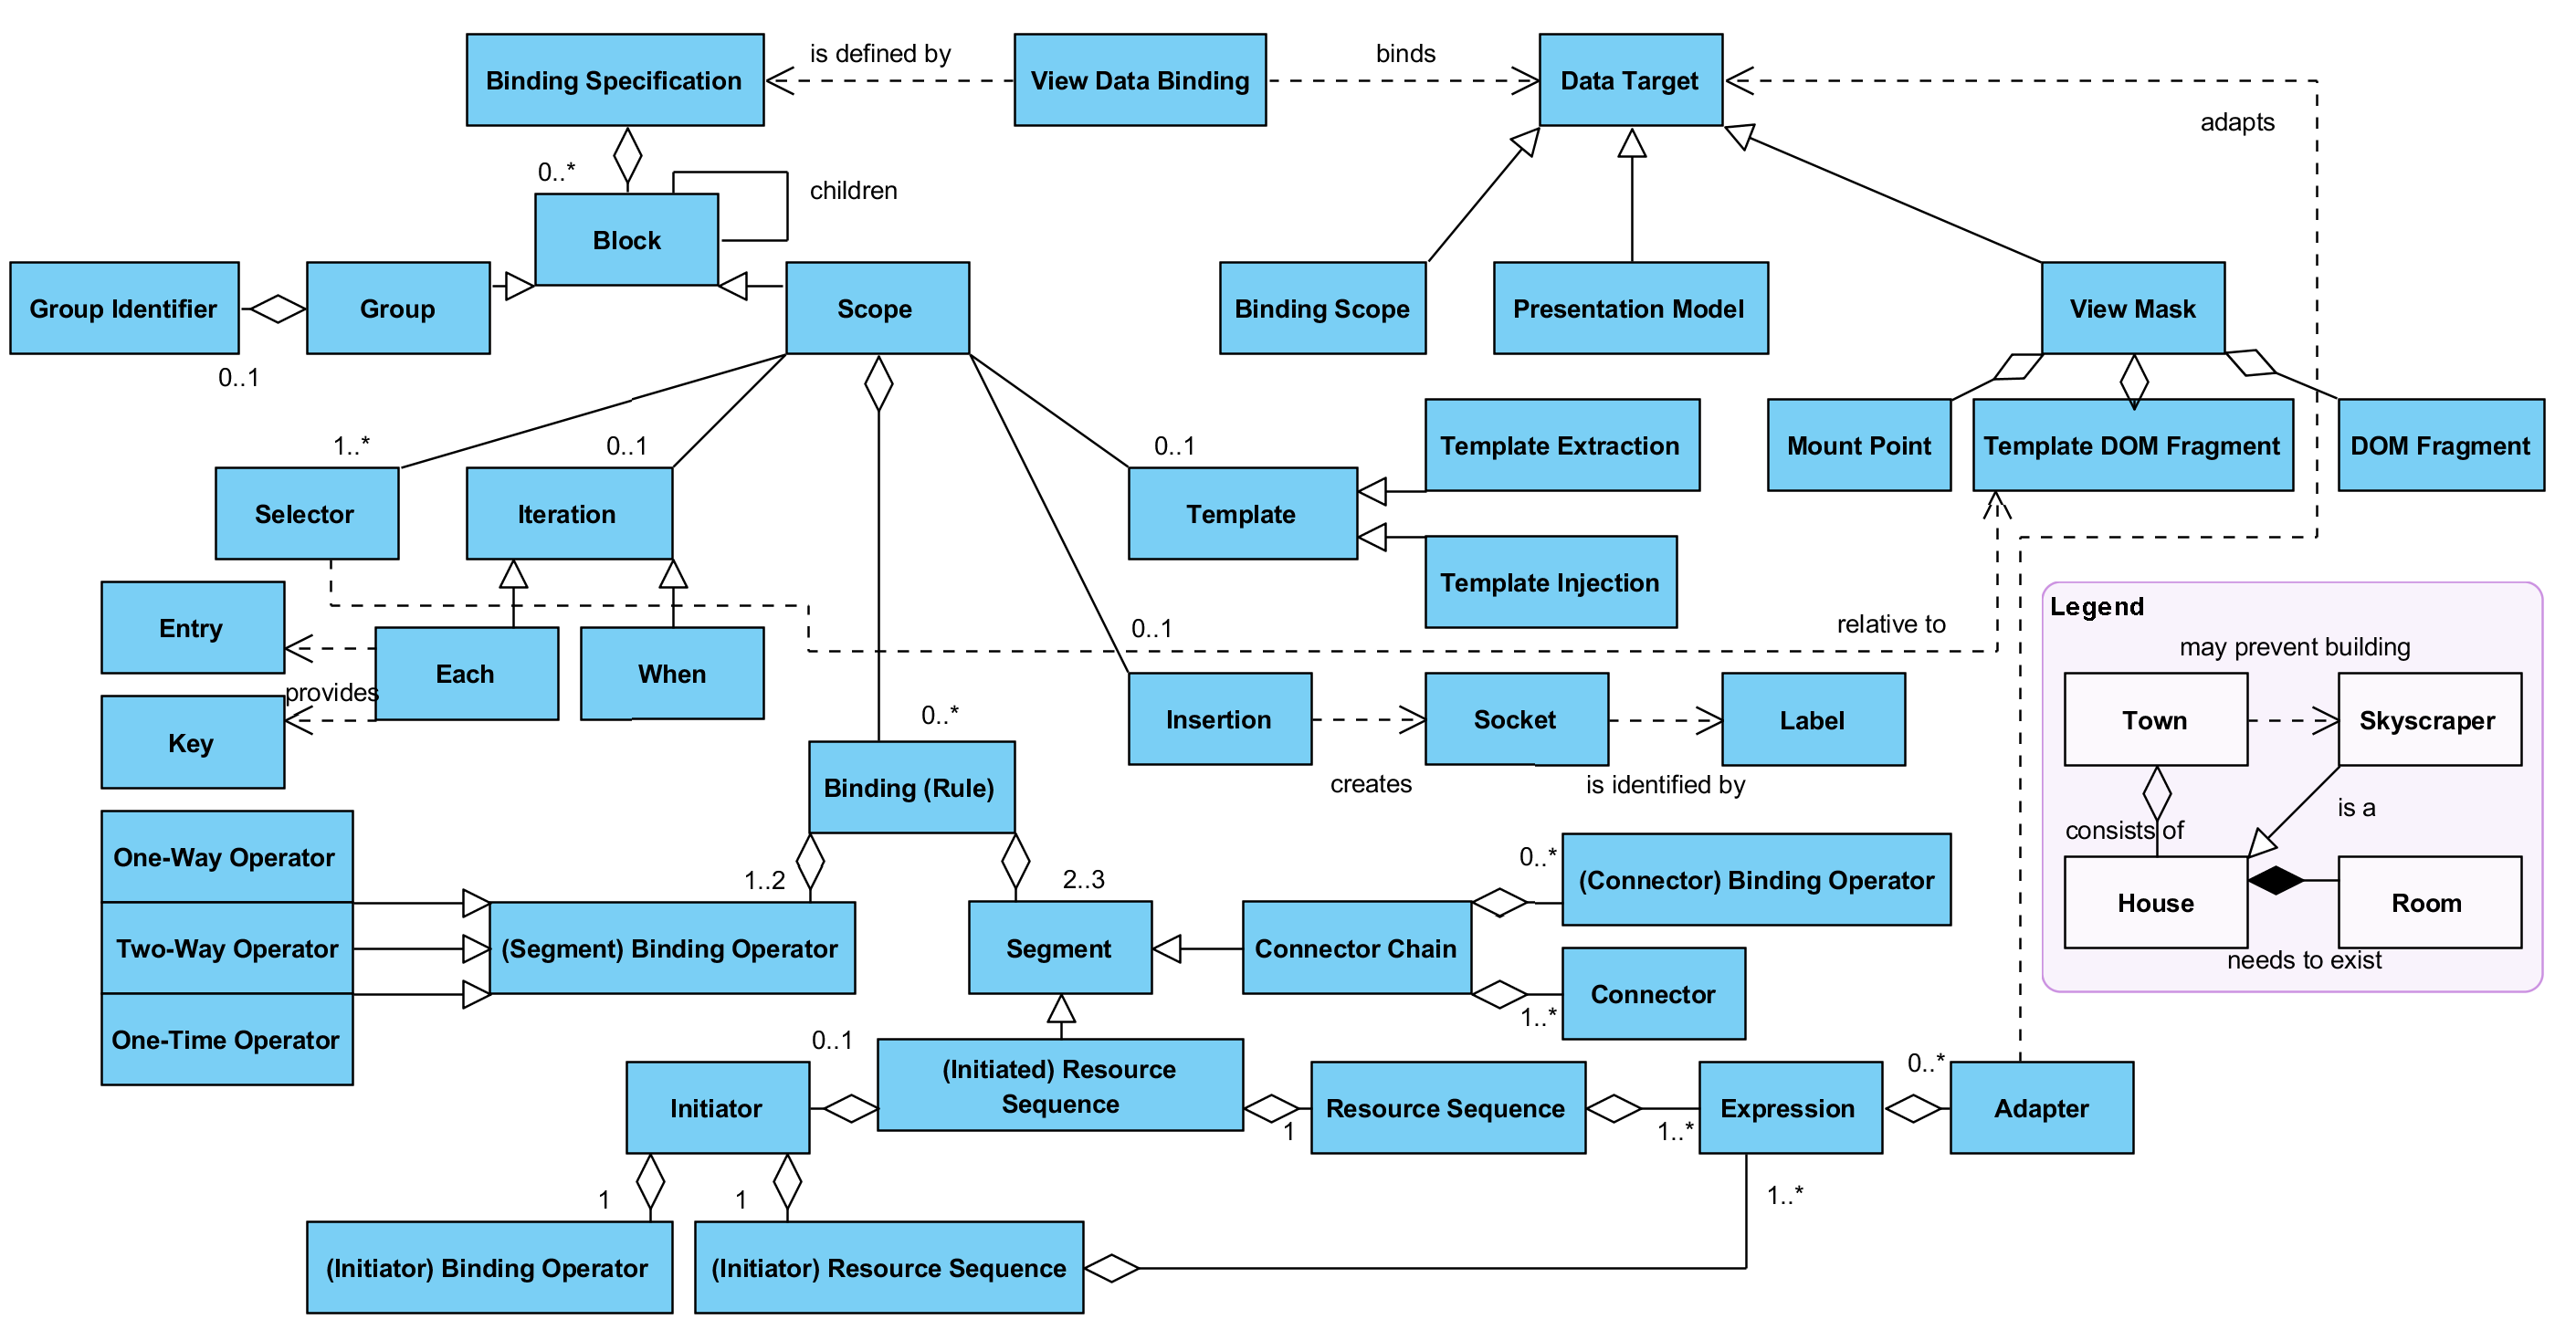 is defined by
binds
Binding Specification
View Data Binding
Data Target
adapts
0..*
children
Block
Group Identifier
Group
Scope
Binding Scope
Presentation Model
View Mask
0..1
1..*
0..1
0..1
Template Extraction
Mount Point
Template DOM Fragment
DOM Fragment
Selector
Iteration
Template
Template Injection
Legend
Entry
0..1
relative to
may prevent building
Each
When
provides
Key
0..*
Insertion
Socket
Label
Town
Skyscraper
creates
is identified by
Binding (Rule)
is a
consists of
One-Way Operator
1..2
2..3
0..*
(Connector) Binding Operator
House
Room
Two-Way Operator
(Segment) Binding Operator
Segment
Connector Chain
needs to exist
Connector
1..*
One-Time Operator
0..1
(Initiated) Resource
Sequence
0..*
Initiator
Resource Sequence
Expression
Adapter
1
1..*
1
1
1..*
(Initiator) Binding Operator
(Initiator) Resource Sequence